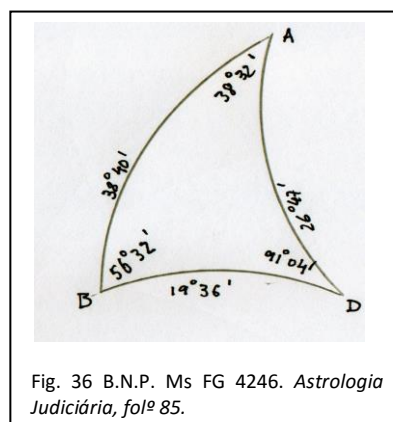 A
38°32'
38°40'
26°47'
56°32'
91°04'
B
19°36'
D
Fig. 36 B.N.P. Ms FG 4246. Astrologia
Judiciária, folº 85.